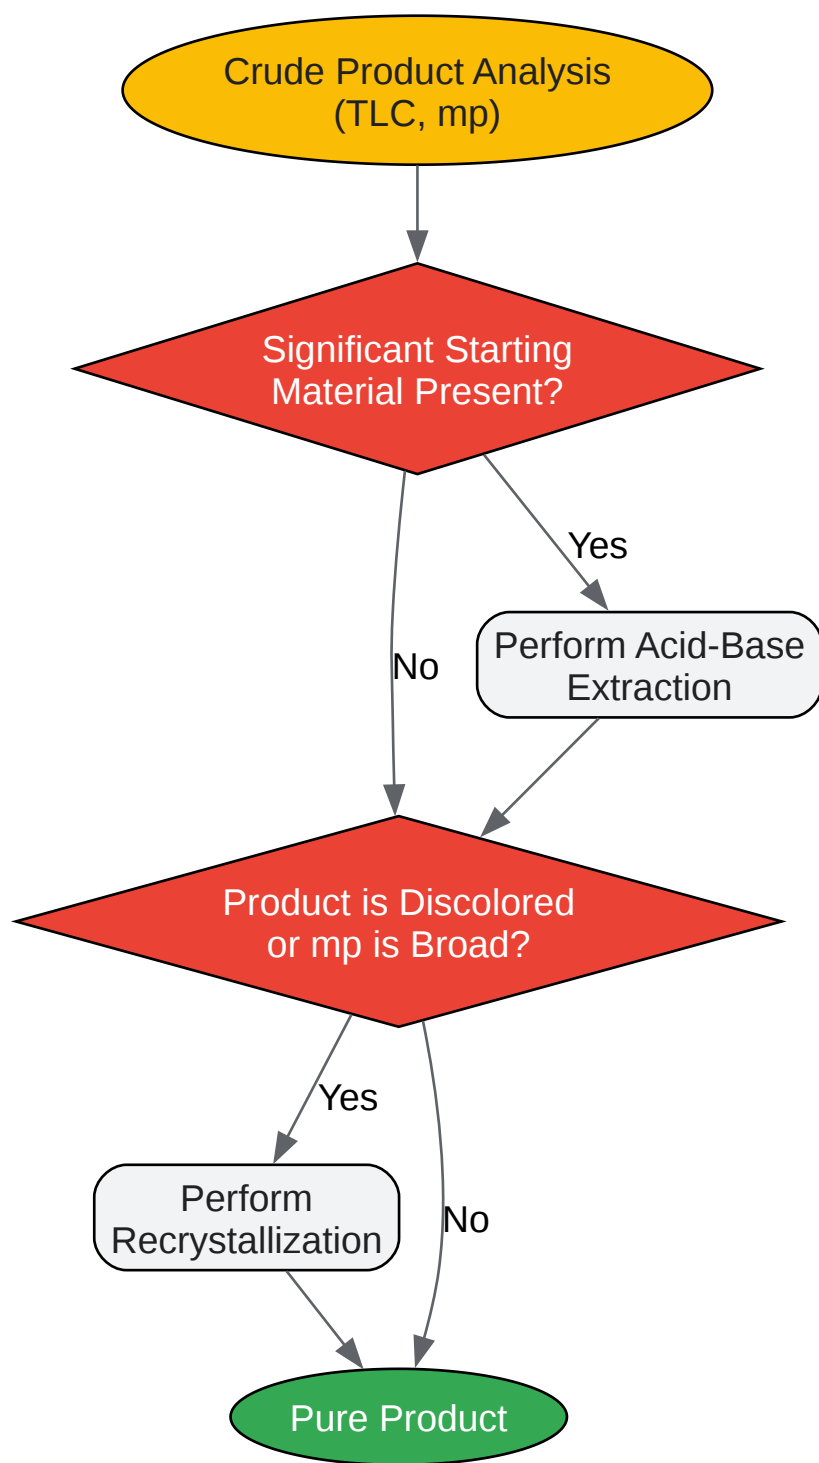 Crude Product Analysis
(TLC, mp)
Significant Starting
Material Present?
Yes
Perform Acid-Base
Extraction
No
Product is Discolored
or mp is Broad?
Yes
Perform
Recrystallization
No
Pure Product